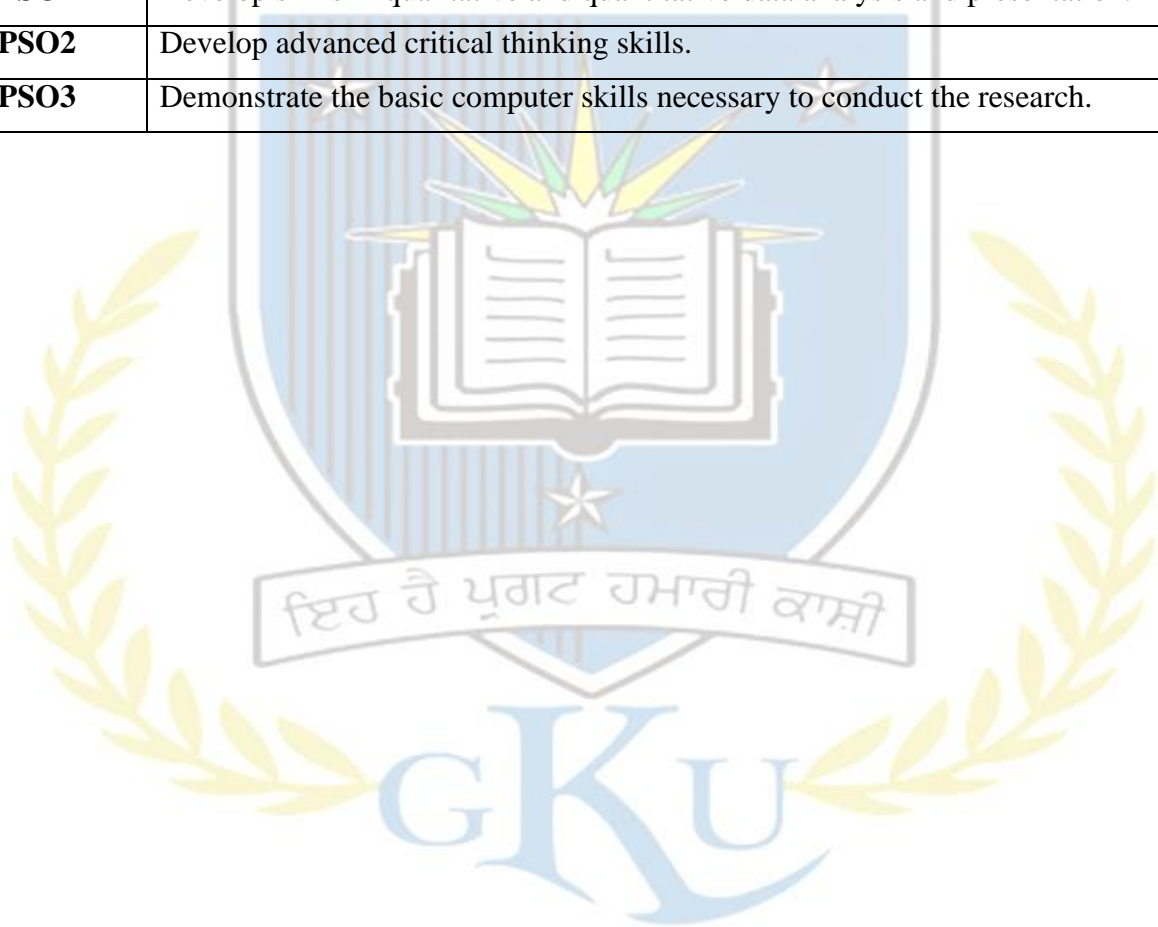 PSO2 Develop advanced critical thinking skills.
PSO3 Demonstrate the basic computer skills necessary to conduct the research.
ਇਹ ਹੈ ਪ੍ਰਗਟ ਹਮਾਰੀ ਕਾਸ਼ੀ
GKU